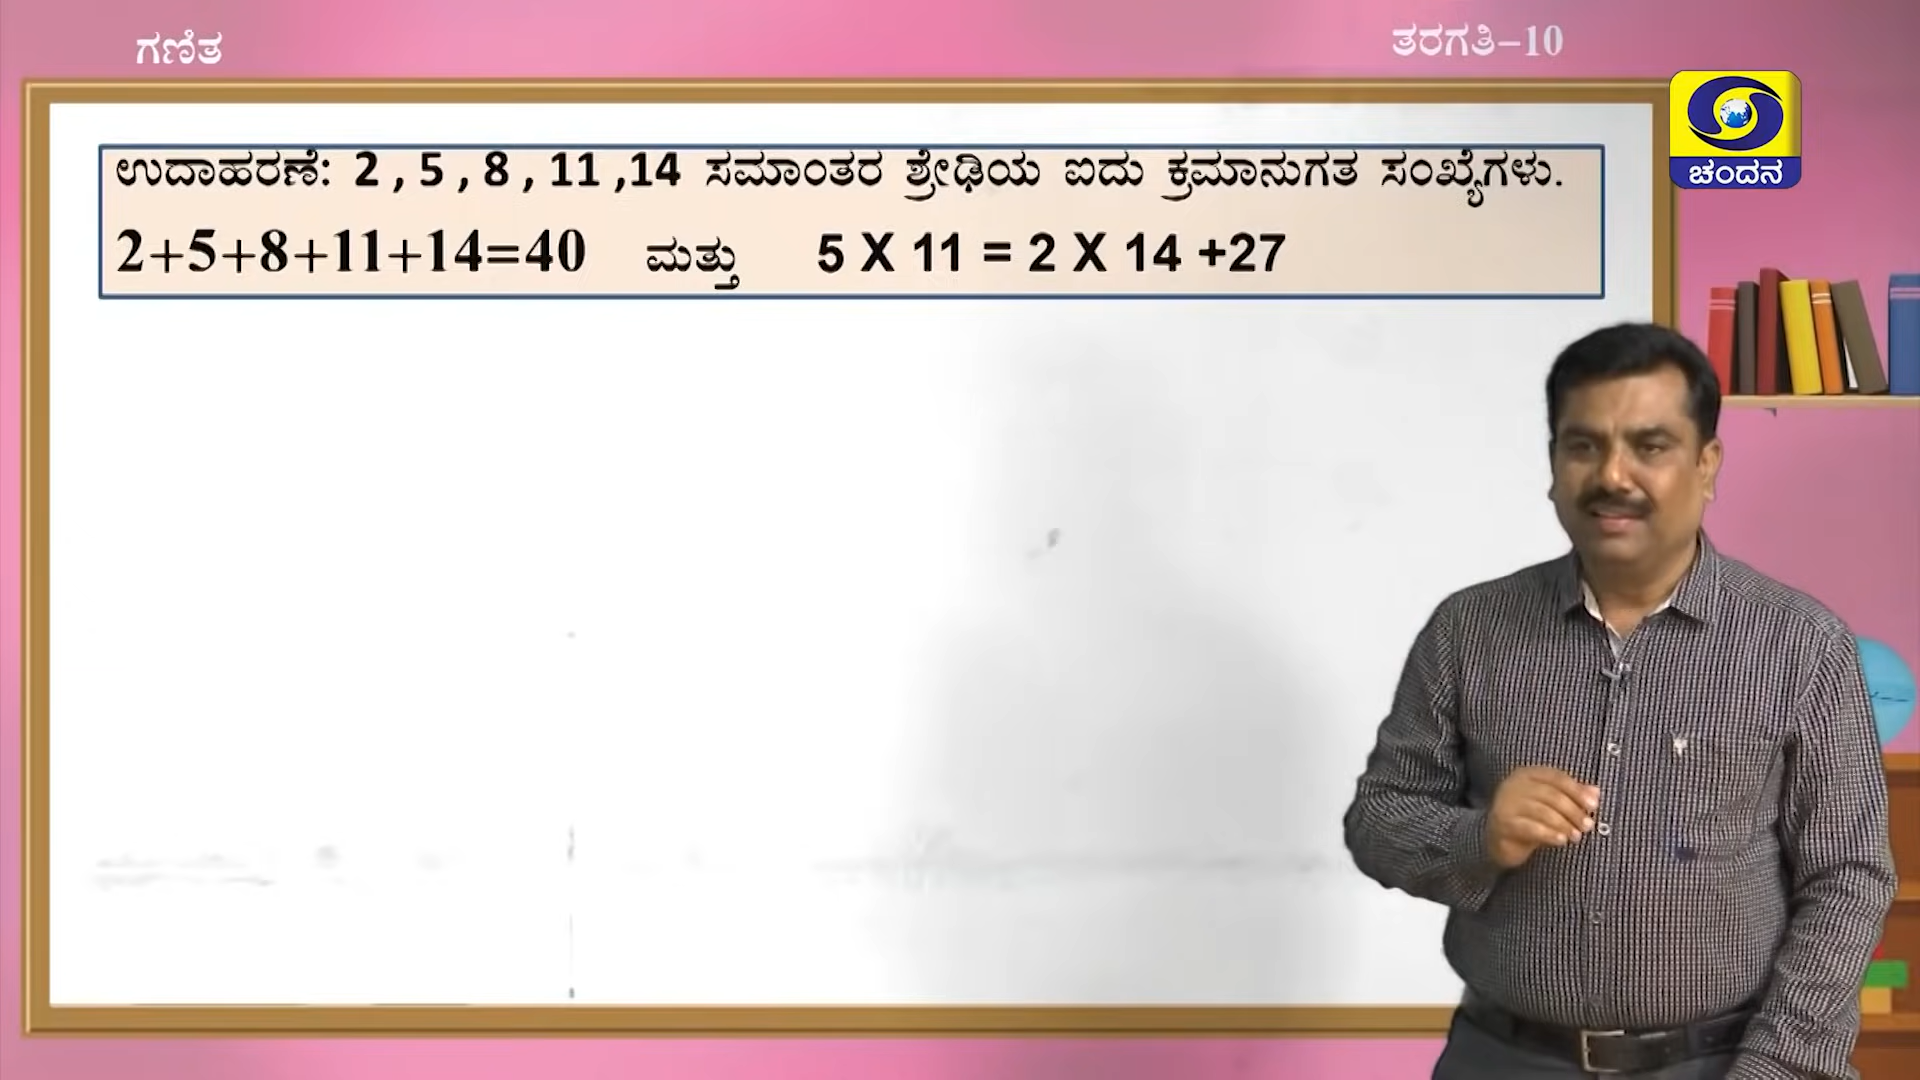 ಗಣಿತ
ತರಗತಿ-10
ಚಂದನ
ಉದಾಹರಣೆ: 2 , 5 , 8 , 11 ,14 ಸಮಾಂತರ ಶ್ರೇಢಿಯ ಐದು ಕ್ರಮಾನುಗತ ಸಂಖ್ಯೆಗಳು.
2+5+8+11+14=40 ಮತ್ತು 5 X 11 = 2 X 14 +27